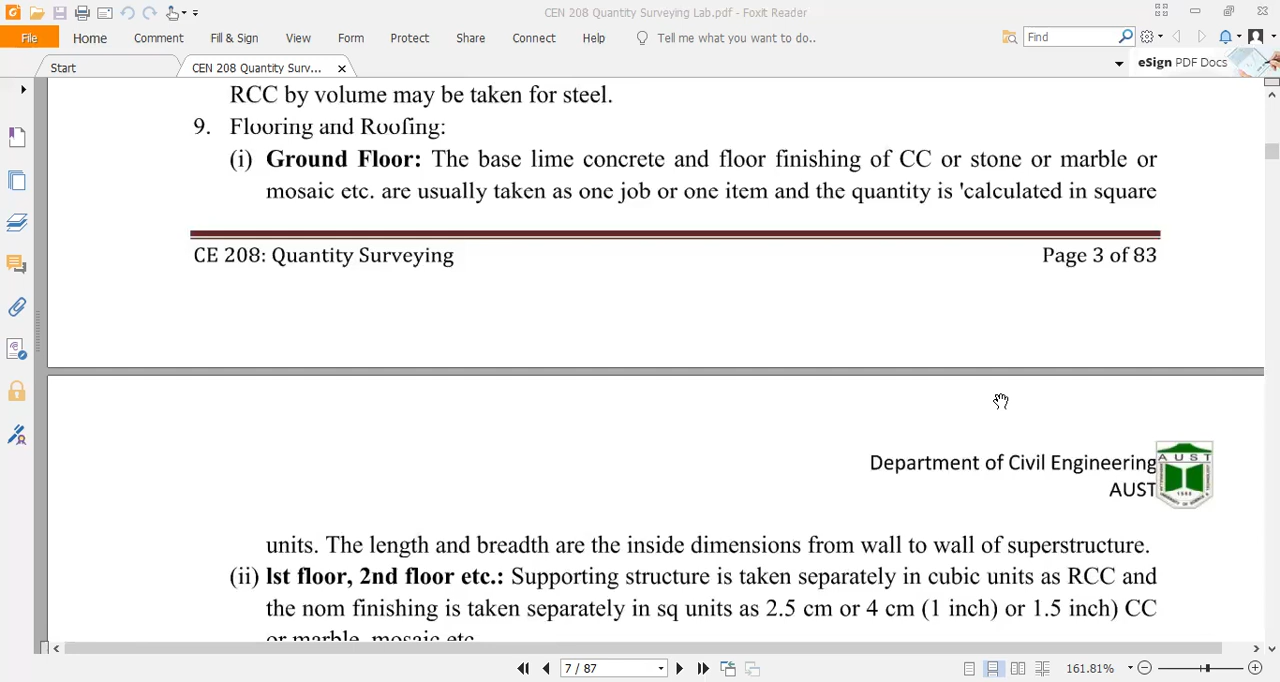 CEN 208 Quantity Surveying Lab.pdf - Foxit Reader
File Home Comment Fill & Sign View Form Protect Share Connect Help Tell me what you want to do.. Find
Start CEN 208 Quantity Surv... eSign PDF Docs
RCC by volume may be taken for steel.
9. Flooring and Roofing:
(i) Ground Floor: The base lime concrete and floor finishing of CC or stone or marble or
mosaic etc. are usually taken as one job or one item and the quantity is 'calculated in square
CE 208: Quantity Surveying Page 3 of 83
Department of Civil Engineering
AUST
AUST
units. The length and breadth are the inside dimensions from wall to wall of superstructure.
(ii) lst floor, 2nd floor etc.: Supporting structure is taken separately in cubic units as RCC and
the nom finishing is taken separately in sq units as 2.5 cm or 4 cm (1 inch) or 1.5 inch) CC
or marble, mosaic etc
7 / 87 161.81%